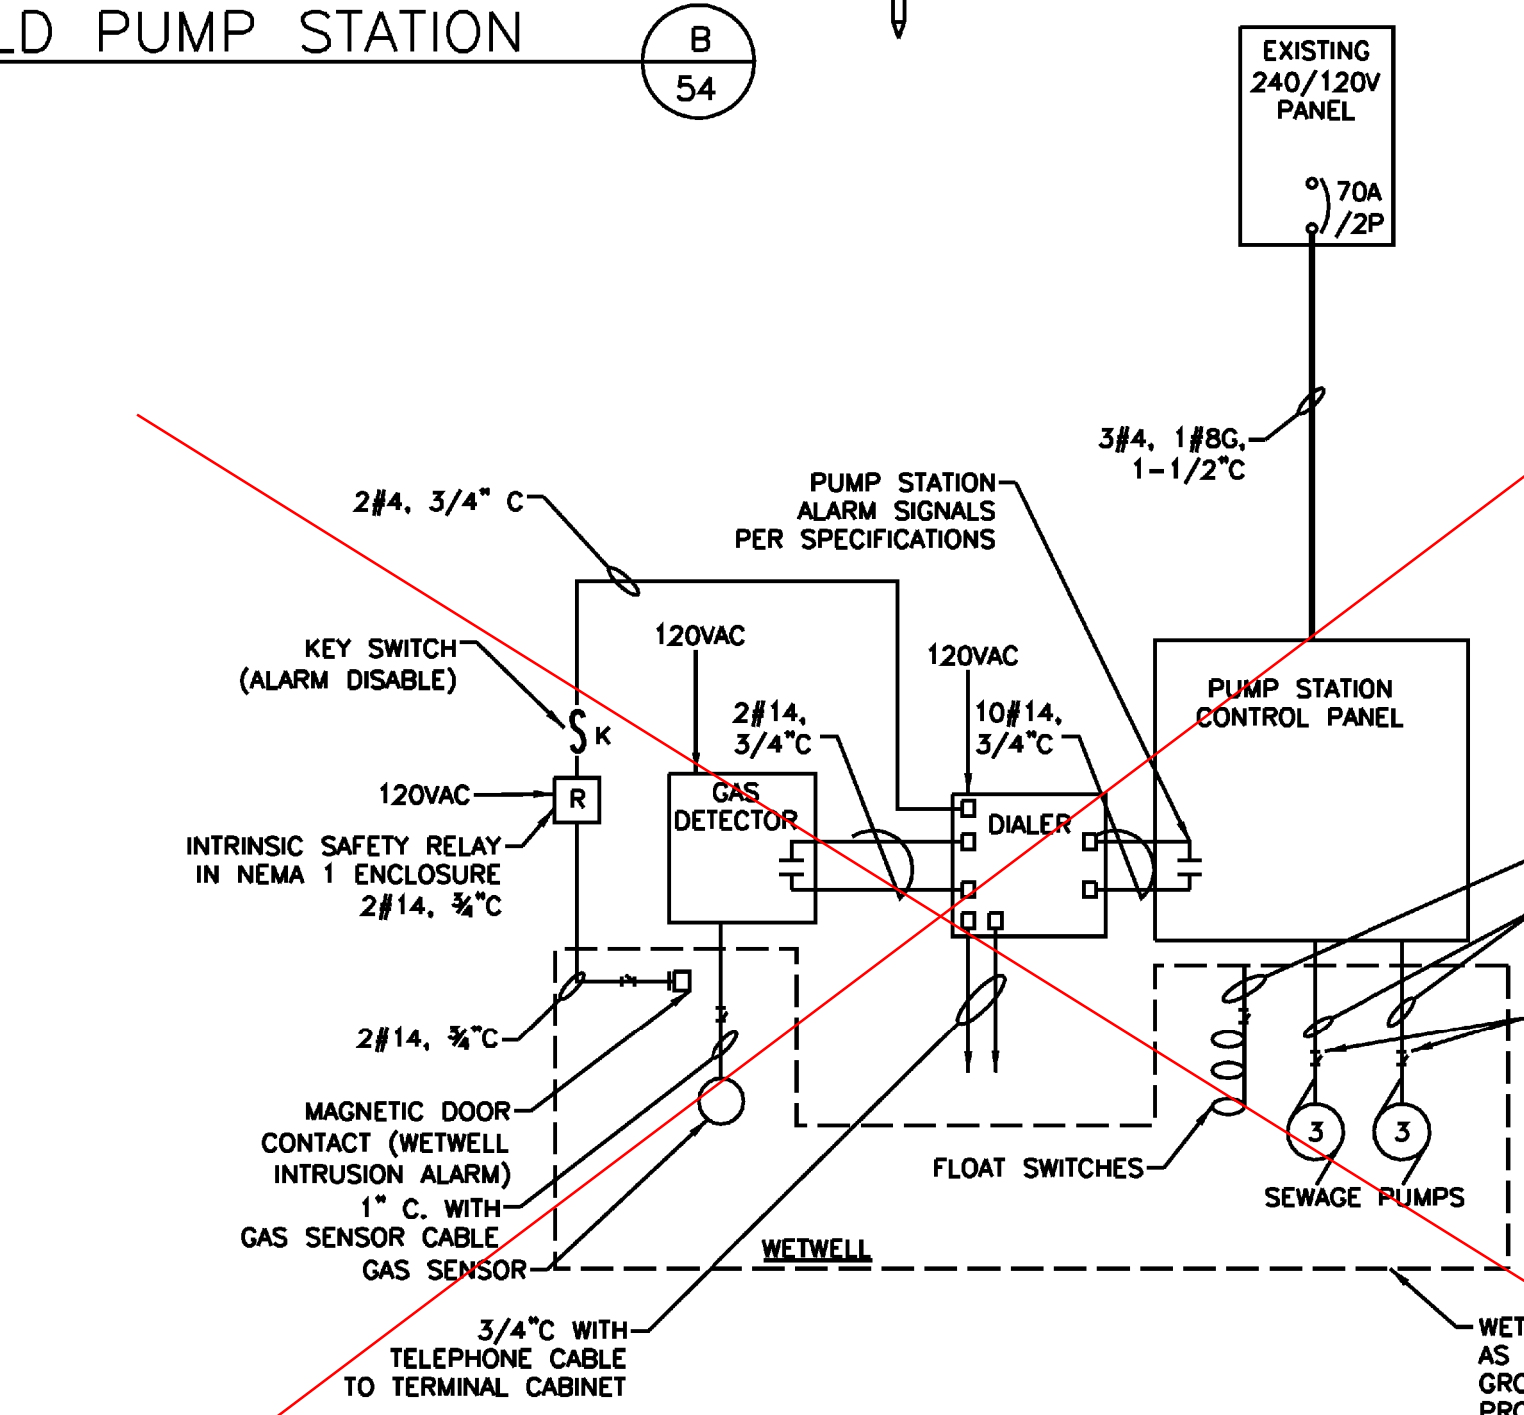 LD PUMP STATION
B
54
EXISTING
240/120V
PANEL
70A
/2P
3#4, 1#8G,
1-1/2"C
2#4, 3/4" C
PUMP STATION
ALARM SIGNALS
PER SPECIFICATIONS
KEY SWITCH
(ALARM DISABLE)
K
120VAC
R
INTRINSIC SAFETY RELAY
IN NEMA 1 ENCLOSURE
2#14, ¾"C
120VAC
2#14,
3/4"C
GAS
DETECTOR
120VAC
10#14,
3/4"C
DIALER
PUMP STATION
CONTROL PANEL
2#14, ¾"C
MAGNETIC DOOR
CONTACT (WETWELL
INTRUSION ALARM)
1" C. WITH
GAS SENSOR CABLE
GAS SENSOR
WETWELL
3/4"C WITH
TELEPHONE CABLE
TO TERMINAL CABINET
FLOAT SWITCHES
3
3
SEWAGE PUMPS
WET
AS
GRO